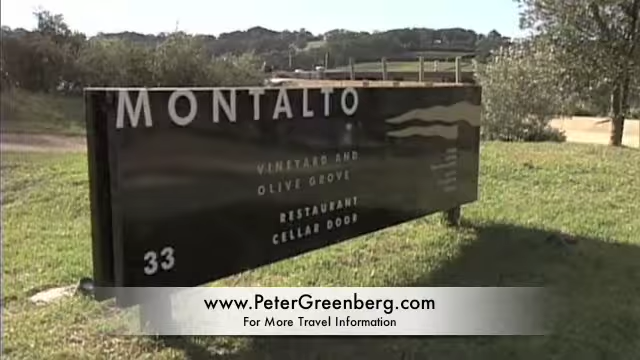 MONTALTO
VINEYARD AND
OLIVE GROVE
RESTAURANT
CELLAR DOOR
33
www.PeterGreenberg.com
For More Travel Information